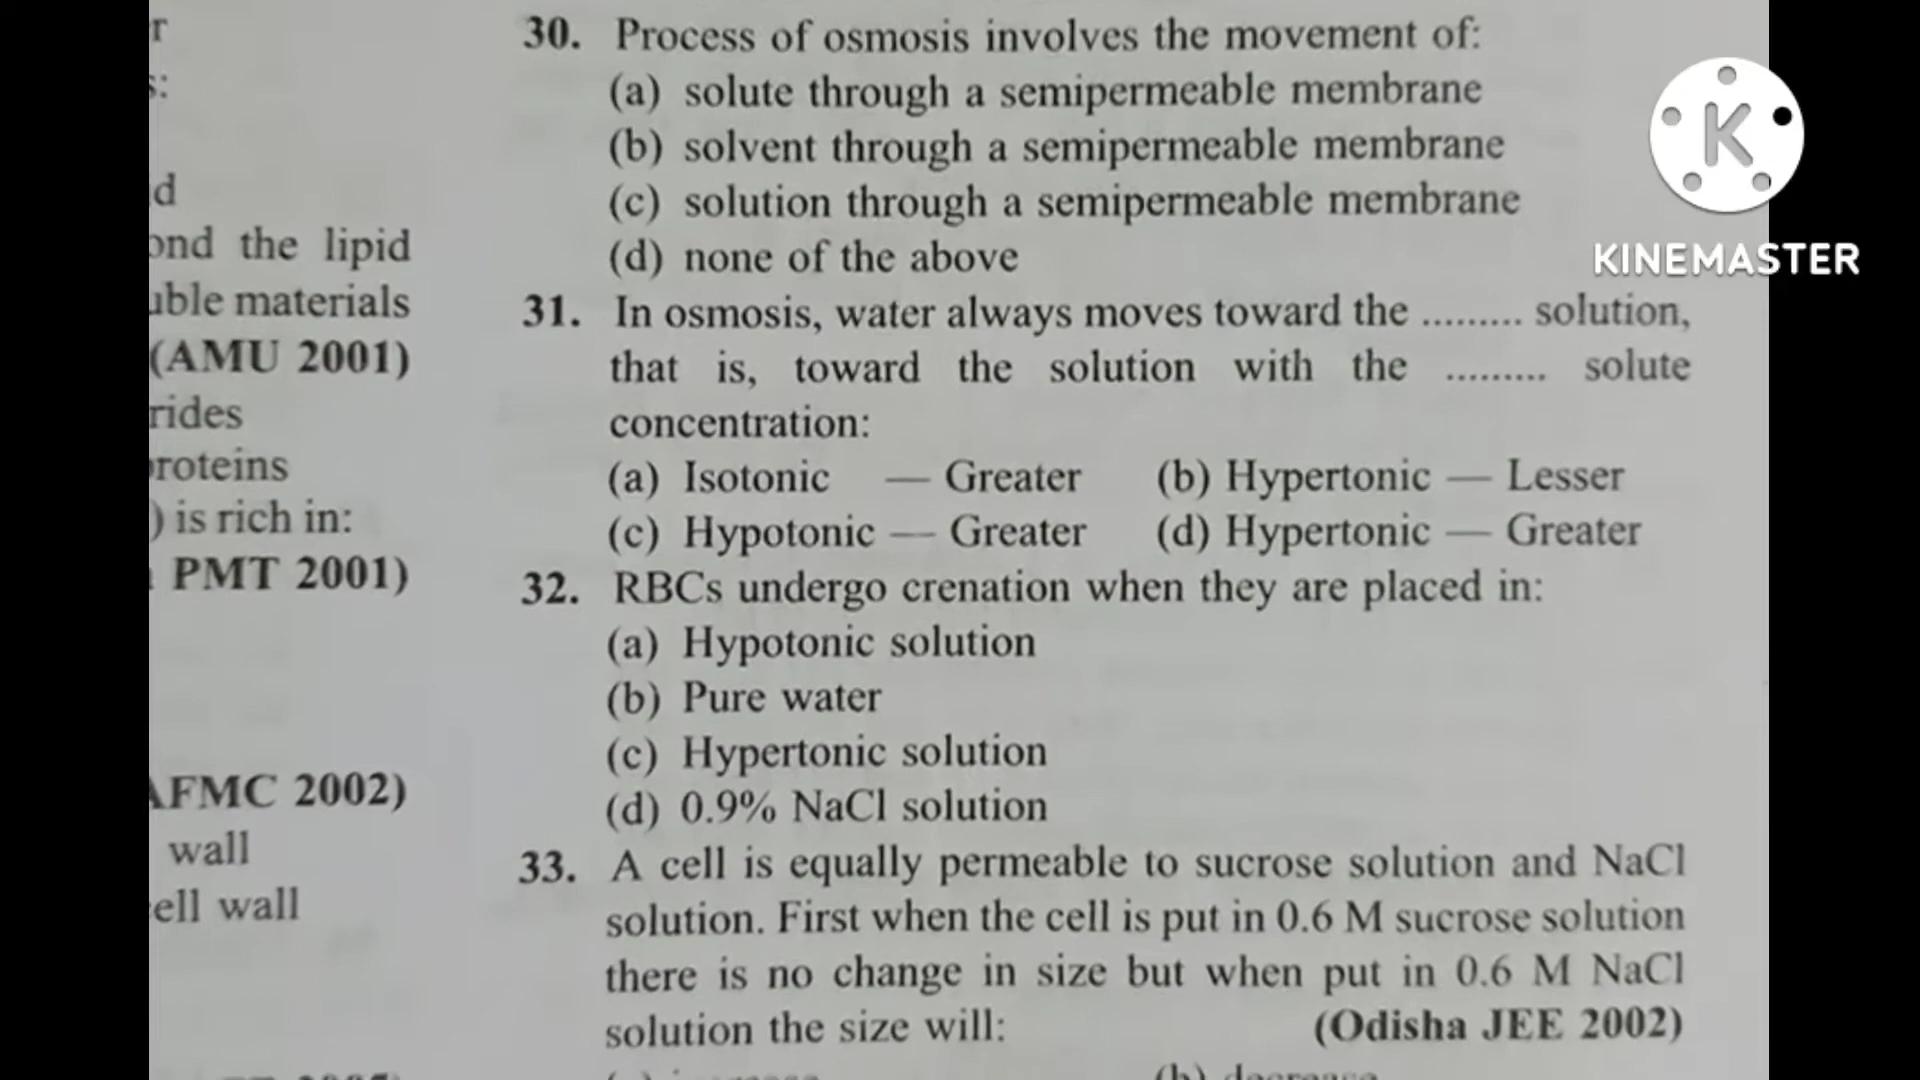 r
s:
d
ond the lipid
uble materials
(AMU 2001)
rides
proteins
) is rich in:
PMT 2001)
AFMC 2002)
wall
cell wall
30. Process of osmosis involves the movement of:
(a) solute through a semipermeable membrane
(b) solvent through a semipermeable membrane
(c) solution through a semipermeable membrane
(d) none of the above
31. In osmosis, water always moves toward the ......... solution,
that is, toward the solution with the ......... solute
concentration:
(a) Isotonic — Greater (b) Hypertonic — Lesser
(c) Hypotonic — Greater (d) Hypertonic — Greater
32. RBCs undergo crenation when they are placed in:
(a) Hypotonic solution
(b) Pure water
(c) Hypertonic solution
(d) 0.9% NaCl solution
33. A cell is equally permeable to sucrose solution and NaCl
solution. First when the cell is put in 0.6 M sucrose solution
there is no change in size but when put in 0.6 M NaCl
solution the size will: (Odisha JEE 2002)
(b) decrease
K
KINEMASTER